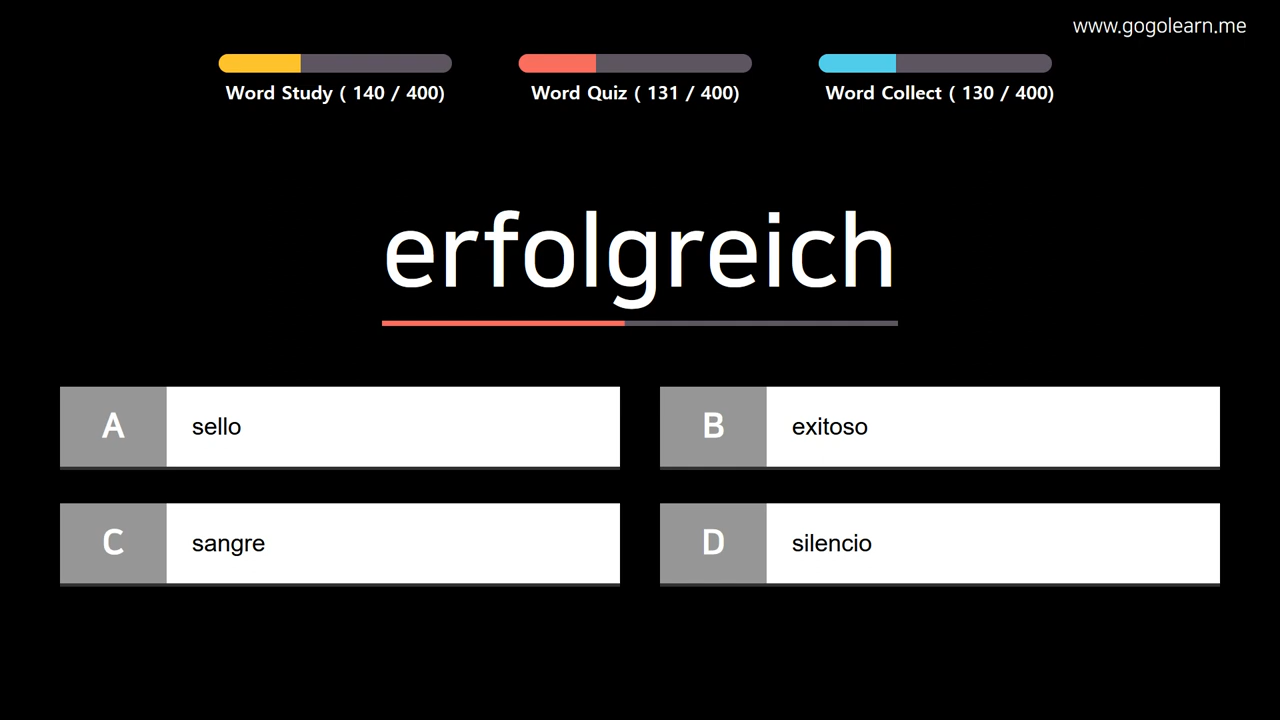 www.gogolearn.me
Word Study ( 140 / 400)
Word Quiz ( 131 / 400)
Word Collect ( 130 / 400)
erfolgreich
A sello
B exitoso
C sangre
D silencio